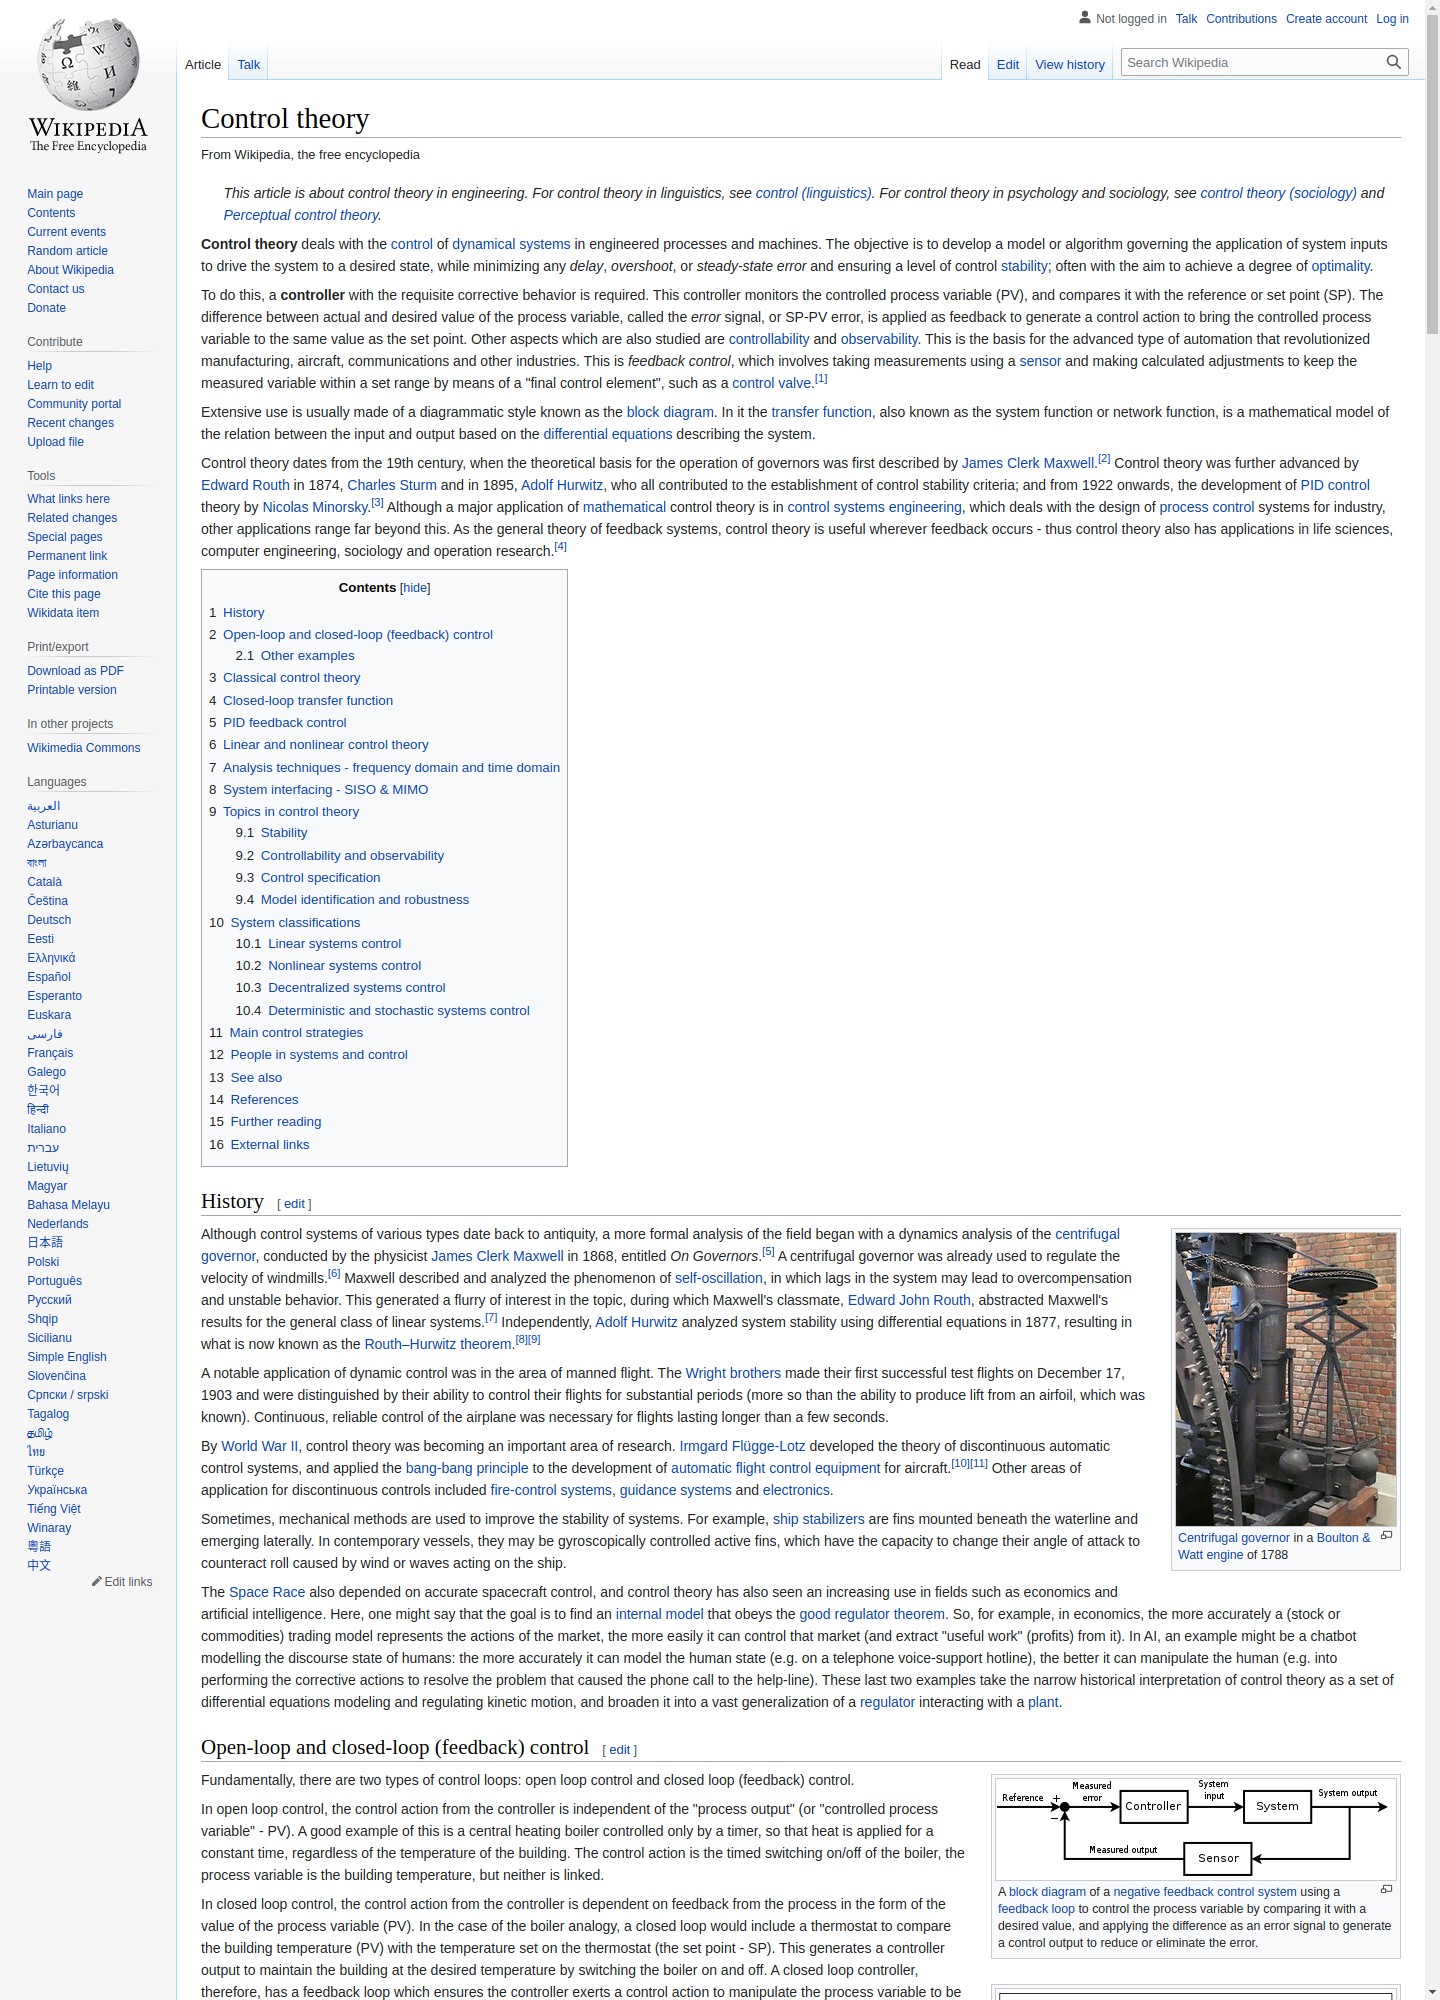 Not logged in Talk Contributions Create account Log in
Article Talk Read Edit View history Search Wikipedia
WIKIPEDIA
The Free Encyclopedia
Main page
Contents
Current events
Random article
About Wikipedia
Contact us
Donate
Contribute
Help
Learn to edit
Community portal
Recent changes
Upload file
Tools
What links here
Related changes
Special pages
Permanent link
Page information
Cite this page
Wikidata item
Print/export
Download as PDF
Printable version
In other projects
Wikimedia Commons
Languages
العربية
Asturianu
Azərbaycanca
বাংলা
Català
Čeština
Deutsch
Eesti
Ελληνικά
Español
Esperanto
Euskara
فارسی
Français
Galego
한국어
हिन्दी
Italiano
עברית
Lietuvių
Magyar
Bahasa Melayu
Nederlands
日本語
Polski
Português
Русский
Shqip
Sicilianu
Simple English
Slovenčina
Српски / srpski
Tagalog
தமிழ்
ไทย
Türkçe
Українська
Tiếng Việt
Winaray
粵語
中文
Edit links
Control theory
From Wikipedia, the free encyclopedia
This article is about control theory in engineering. For control theory in linguistics, see control (linguistics). For control theory in psychology and sociology, see control theory (sociology) and
Perceptual control theory.
Control theory deals with the control of dynamical systems in engineered processes and machines. The objective is to develop a model or algorithm governing the application of system inputs
to drive the system to a desired state, while minimizing any delay, overshoot, or steady-state error and ensuring a level of control stability; often with the aim to achieve a degree of optimality.
To do this, a controller with the requisite corrective behavior is required. This controller monitors the controlled process variable (PV), and compares it with the reference or set point (SP). The
difference between actual and desired value of the process variable, called the error signal, or SP-PV error, is applied as feedback to generate a control action to bring the controlled process
variable to the same value as the set point. Other aspects which are also studied are controllability and observability. This is the basis for the advanced type of automation that revolutionized
manufacturing, aircraft, communications and other industries. This is feedback control, which involves taking measurements using a sensor and making calculated adjustments to keep the
measured variable within a set range by means of a "final control element", such as a control valve.[1]
Extensive use is usually made of a diagrammatic style known as the block diagram. In it the transfer function, also known as the system function or network function, is a mathematical model of
the relation between the input and output based on the differential equations describing the system.
Control theory dates from the 19th century, when the theoretical basis for the operation of governors was first described by James Clerk Maxwell.[2] Control theory was further advanced by
Edward Routh in 1874, Charles Sturm and in 1895, Adolf Hurwitz, who all contributed to the establishment of control stability criteria; and from 1922 onwards, the development of PID control
theory by Nicolas Minorsky.[3] Although a major application of mathematical control theory is in control systems engineering, which deals with the design of process control systems for industry,
other applications range far beyond this. As the general theory of feedback systems, control theory is useful wherever feedback occurs - thus control theory also has applications in life sciences,
computer engineering, sociology and operation research.[4]
Contents [hide]
1 History
2 Open-loop and closed-loop (feedback) control
2.1 Other examples
3 Classical control theory
4 Closed-loop transfer function
5 PID feedback control
6 Linear and nonlinear control theory
7 Analysis techniques - frequency domain and time domain
8 System interfacing - SISO & MIMO
9 Topics in control theory
9.1 Stability
9.2 Controllability and observability
9.3 Control specification
9.4 Model identification and robustness
10 System classifications
10.1 Linear systems control
10.2 Nonlinear systems control
10.3 Decentralized systems control
10.4 Deterministic and stochastic systems control
11 Main control strategies
12 People in systems and control
13 See also
14 References
15 Further reading
16 External links
History [ edit ]
Although control systems of various types date back to antiquity, a more formal analysis of the field began with a dynamics analysis of the centrifugal
governor, conducted by the physicist James Clerk Maxwell in 1868, entitled On Governors.[5] A centrifugal governor was already used to regulate the
velocity of windmills.[6] Maxwell described and analyzed the phenomenon of self-oscillation, in which lags in the system may lead to overcompensation
and unstable behavior. This generated a flurry of interest in the topic, during which Maxwell's classmate, Edward John Routh, abstracted Maxwell's
results for the general class of linear systems.[7] Independently, Adolf Hurwitz analyzed system stability using differential equations in 1877, resulting in
what is now known as the Routh–Hurwitz theorem.[8][9]
A notable application of dynamic control was in the area of manned flight. The Wright brothers made their first successful test flights on December 17,
1903 and were distinguished by their ability to control their flights for substantial periods (more so than the ability to produce lift from an airfoil, which was
known). Continuous, reliable control of the airplane was necessary for flights lasting longer than a few seconds.
By World War II, control theory was becoming an important area of research. Irmgard Flügge-Lotz developed the theory of discontinuous automatic
control systems, and applied the bang-bang principle to the development of automatic flight control equipment for aircraft.[10][11] Other areas of
application for discontinuous controls included fire-control systems, guidance systems and electronics.
Sometimes, mechanical methods are used to improve the stability of systems. For example, ship stabilizers are fins mounted beneath the waterline and
emerging laterally. In contemporary vessels, they may be gyroscopically controlled active fins, which have the capacity to change their angle of attack to
counteract roll caused by wind or waves acting on the ship.
Centrifugal governor in a Boulton &
Watt engine of 1788
The Space Race also depended on accurate spacecraft control, and control theory has also seen an increasing use in fields such as economics and
artificial intelligence. Here, one might say that the goal is to find an internal model that obeys the good regulator theorem. So, for example, in economics, the more accurately a (stock or
commodities) trading model represents the actions of the market, the more easily it can control that market (and extract "useful work" (profits) from it). In AI, an example might be a chatbot
modelling the discourse state of humans: the more accurately it can model the human state (e.g. on a telephone voice-support hotline), the better it can manipulate the human (e.g. into
performing the corrective actions to resolve the problem that caused the phone call to the help-line). These last two examples take the narrow historical interpretation of control theory as a set of
differential equations modeling and regulating kinetic motion, and broaden it into a vast generalization of a regulator interacting with a plant.
Open-loop and closed-loop (feedback) control [ edit ]
Fundamentally, there are two types of control loops: open loop control and closed loop (feedback) control.
In open loop control, the control action from the controller is independent of the "process output" (or "controlled process
variable" - PV). A good example of this is a central heating boiler controlled only by a timer, so that heat is applied for a
constant time, regardless of the temperature of the building. The control action is the timed switching on/off of the boiler, the
process variable is the building temperature, but neither is linked.
In closed loop control, the control action from the controller is dependent on feedback from the process in the form of the
value of the process variable (PV). In the case of the boiler analogy, a closed loop would include a thermostat to compare
the building temperature (PV) with the temperature set on the thermostat (the set point - SP). This generates a controller
output to maintain the building at the desired temperature by switching the boiler on and off. A closed loop controller,
therefore, has a feedback loop which ensures the controller exerts a control action to manipulate the process variable to be
Reference + − Measured error Controller System input System System output
Measured output Sensor
A block diagram of a negative feedback control system using a
feedback loop to control the process variable by comparing it with a
desired value, and applying the difference as an error signal to generate
a control output to reduce or eliminate the error.